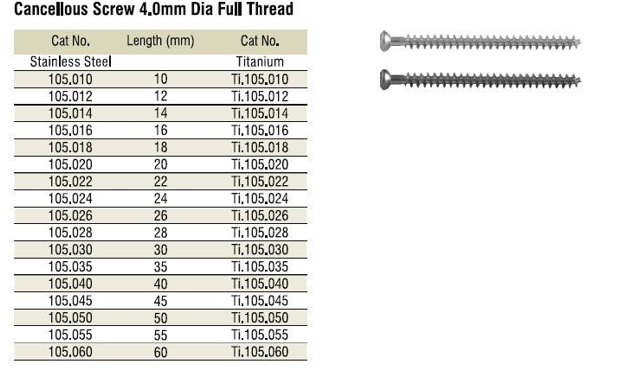 Cancellous Screw 4.0mm Dia Full Thread
Cat No. Length (mm) Cat No.
Stainless Steel Titanium
105.010 10 Ti.105.010
105.012 12 Ti.105.012
105.014 14 Ti.105.014
105.016 16 Ti.105.016
105.018 18 Ti.105.018
105.020 20 Ti.105.020
105.022 22 Ti.105.022
105.024 24 Ti.105.024
105.026 26 Ti.105.026
105.028 28 Ti.105.028
105.030 30 Ti.105.030
105.035 35 Ti.105.035
105.040 40 Ti.105.040
105.045 45 Ti.105.045
105.050 50 Ti.105.050
105.055 55 Ti.105.055
105.060 60 Ti.105.060